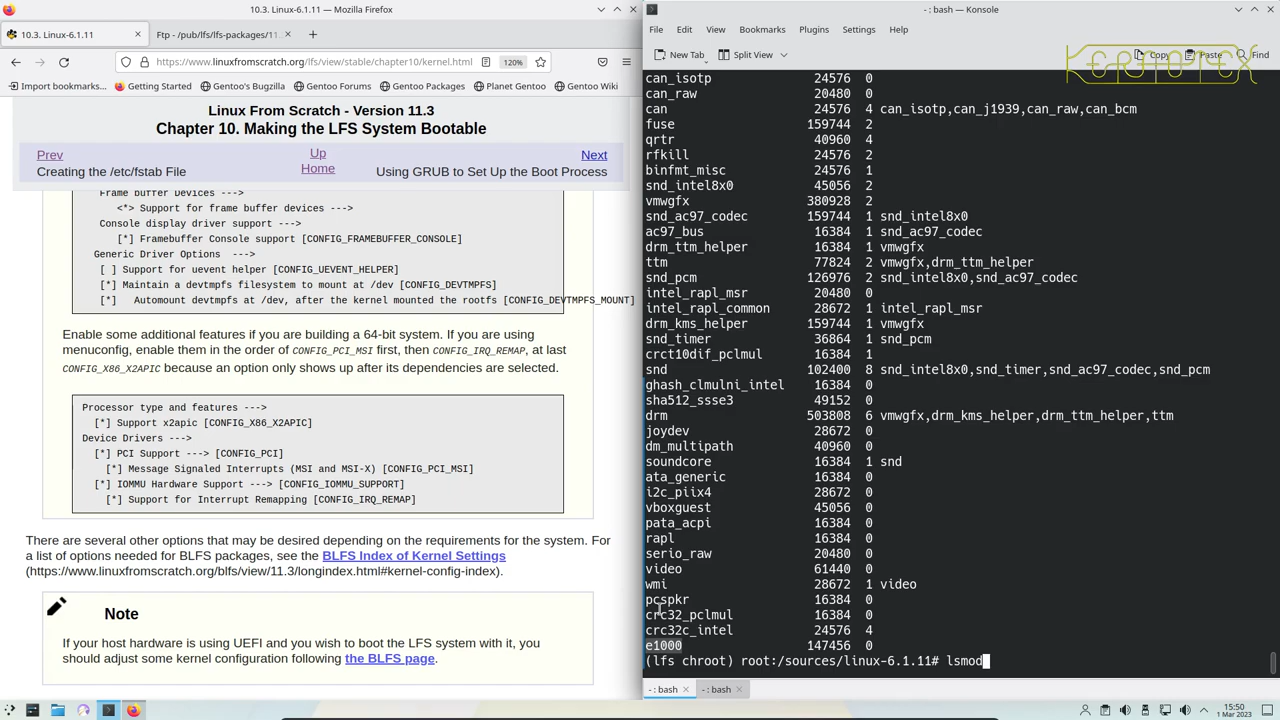 10.3. Linux-6.1.11 — Mozilla Firefox
10.3. Linux-6.1.11
Ftp - /pub/lfs/lfs-packages/11.
https://www.linuxfromscratch.org/lfs/view/stable/chapter10/kernel.html
120%
Import bookmarks...
Getting Started
Gentoo's Bugzilla
Gentoo Forums
Gentoo Packages
Planet Gentoo
Gentoo Wiki
Linux From Scratch - Version 11.3
Chapter 10. Making the LFS System Bootable
Prev
Up
Next
Creating the /etc/fstab File
Home
Using GRUB to Set Up the Boot Process
Frame buffer Devices --->
<*> Support for frame buffer devices --->
Console display driver support --->
[*] Framebuffer Console support [CONFIG_FRAMEBUFFER_CONSOLE]
Generic Driver Options --->
[ ] Support for uevent helper [CONFIG_UEVENT_HELPER]
[*] Maintain a devtmpfs filesystem to mount at /dev [CONFIG_DEVTMPFS]
[*] Automount devtmpfs at /dev, after the kernel mounted the rootfs [CONFIG_DEVTMPFS_MOUNT]
Enable some additional features if you are building a 64-bit system. If you are using
menuconfig, enable them in the order of CONFIG_PCI_MSI first, then CONFIG_IRQ_REMAP, at last
CONFIG_X86_X2APIC because an option only shows up after its dependencies are selected.
Processor type and features --->
[*] Support x2apic [CONFIG_X86_X2APIC]
Device Drivers --->
[*] PCI Support ---> [CONFIG_PCI]
[*] Message Signaled Interrupts (MSI and MSI-X) [CONFIG_PCI_MSI]
[*] IOMMU Hardware Support ---> [CONFIG_IOMMU_SUPPORT]
[*] Support for Interrupt Remapping [CONFIG_IRQ_REMAP]
There are several other options that may be desired depending on the requirements for the system. For
a list of options needed for BLFS packages, see the BLFS Index of Kernel Settings
(https://www.linuxfromscratch.org/blfs/view/11.3/longindex.html#kernel-config-index).
Note
If your host hardware is using UEFI and you wish to boot the LFS system with it, you
should adjust some kernel configuration following the BLFS page.
- : bash — Konsole
File Edit View Bookmarks Plugins Settings Help
New Tab
Split View
Copy
Paste
Find
KERTOTEX
can_isotp 24576 0
can_raw 20480 0
can 24576 4 can_isotp,can_j1939,can_raw,can_bcm
fuse 159744 2
qrtr 40960 4
rfkill 24576 2
binfmt_misc 24576 1
snd_intel8x0 45056 2
vmwgfx 380928 2
snd_ac97_codec 159744 1 snd_intel8x0
ac97_bus 16384 1 snd_ac97_codec
drm_ttm_helper 16384 1 vmwgfx
ttm 77824 2 vmwgfx,drm_ttm_helper
snd_pcm 126976 2 snd_intel8x0,snd_ac97_codec
intel_rapl_msr 20480 0
intel_rapl_common 28672 1 intel_rapl_msr
drm_kms_helper 159744 1 vmwgfx
snd_timer 36864 1 snd_pcm
crct10dif_pclmul 16384 1
snd 102400 8 snd_intel8x0,snd_timer,snd_ac97_codec,snd_pcm
ghash_clmulni_intel 16384 0
sha512_ssse3 49152 0
drm 503808 6 vmwgfx,drm_kms_helper,drm_ttm_helper,ttm
joydev 28672 0
dm_multipath 40960 0
soundcore 16384 1 snd
ata_generic 16384 0
i2c_piix4 28672 0
vboxguest 45056 0
pata_acpi 16384 0
rapl 16384 0
serio_raw 20480 0
video 61440 0
wmi 28672 1 video
pcspkr 16384 0
crc32_pclmul 16384 0
crc32c_intel 24576 4
e1000 147456 0
(lfs chroot) root:/sources/linux-6.1.11# lsmod
- : bash
- : bash
15:50
1 Mar 2023